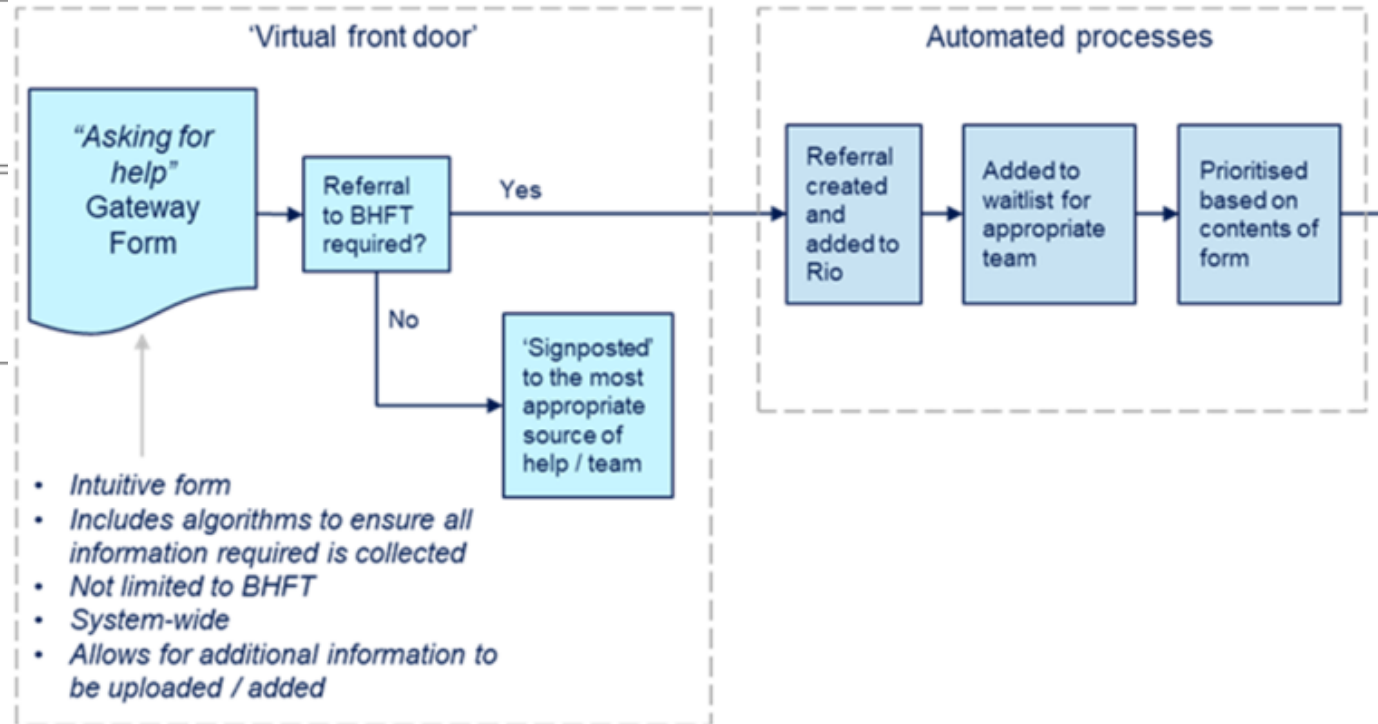 ‘Virtual front door’
“Asking for
help”
Gateway
Form
Referral
to BHFT
required?
Yes
No
‘Signposted’
to the most
appropriate
source of
help / team
• Intuitive form
• Includes algorithms to ensure all
information required is collected
• Not limited to BHFT
• System-wide
• Allows for additional information to
be uploaded / added
Automated processes
Referral
created
and
added to
Rio
Added to
waitlist for
appropriate
team
Prioritised
based on
contents of
form